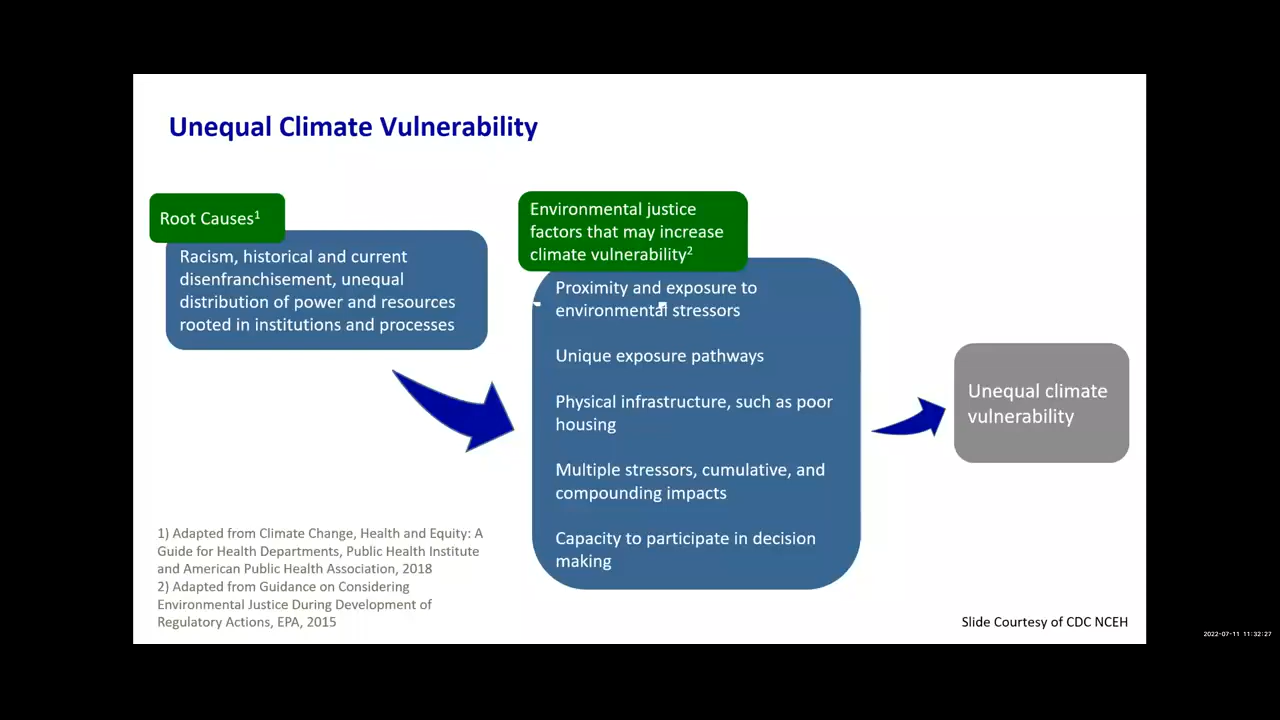 Unequal Climate Vulnerability
Root Causes¹
Racism, historical and current
disenfranchisement, unequal
distribution of power and resources
rooted in institutions and processes
Environmental justice
factors that may increase
climate vulnerability²
Proximity and exposure to
environmental stressors
Unique exposure pathways
Physical infrastructure, such as poor
housing
Multiple stressors, cumulative, and
compounding impacts
Capacity to participate in decision
making
Unequal climate
vulnerability
1) Adapted from Climate Change, Health and Equity: A
Guide for Health Departments, Public Health Institute
and American Public Health Association, 2018
2) Adapted from Guidance on Considering
Environmental Justice During Development of
Regulatory Actions, EPA, 2015
Slide Courtesy of CDC NCEH
2022-07-11 11:32:27